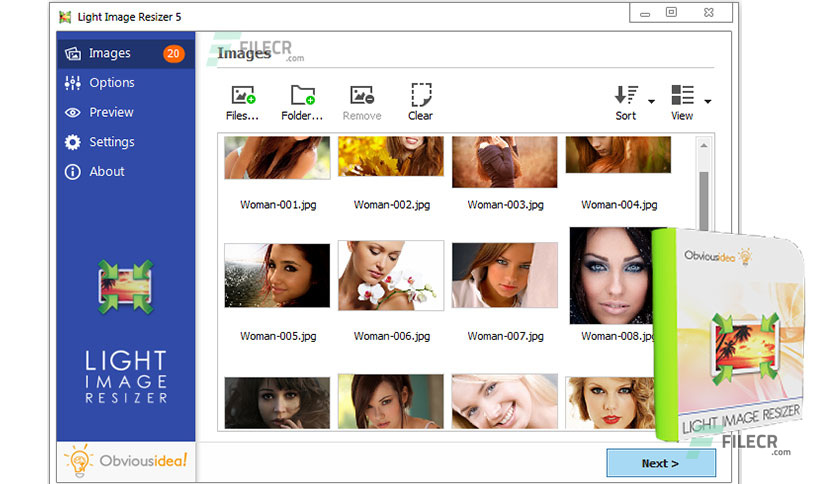 Light Image Resizer 5
Images 20
Options
Preview
Settings
About
LIGHT
IMAGE
RESIZER
Obviousidea!
Images
FILECR
.com
Files...
Folder...
Remove
Clear
Sort
View
Woman-001.jpg
Woman-002.jpg
Woman-003.jpg
Woman-004.jpg
Woman-005.jpg
Woman-006.jpg
Woman-007.jpg
Woman-008.jpg
Next >
Obviousidea
LIGHT IMAGE RESIZER
FILECR
.com